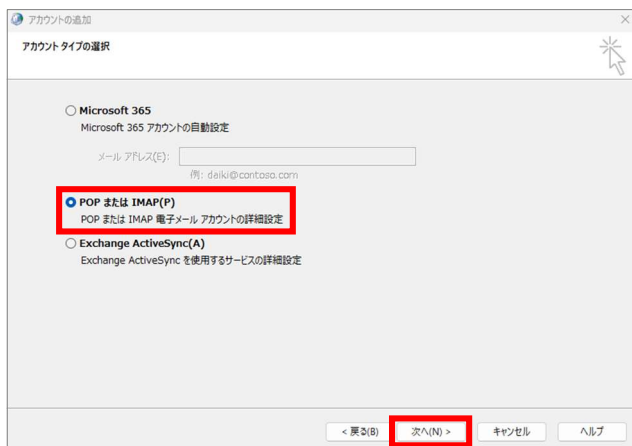 アカウントの追加
アカウント タイプの選択
Microsoft 365
Microsoft 365 アカウントの自動設定
メール アドレス(E):
例: daiki@contoso.com
POP または IMAP(P)
POP または IMAP 電子メール アカウントの詳細設定
Exchange ActiveSync(A)
Exchange ActiveSync を使用するサービスの詳細設定
< 戻る(B) 次へ(N) > キャンセル ヘルプ